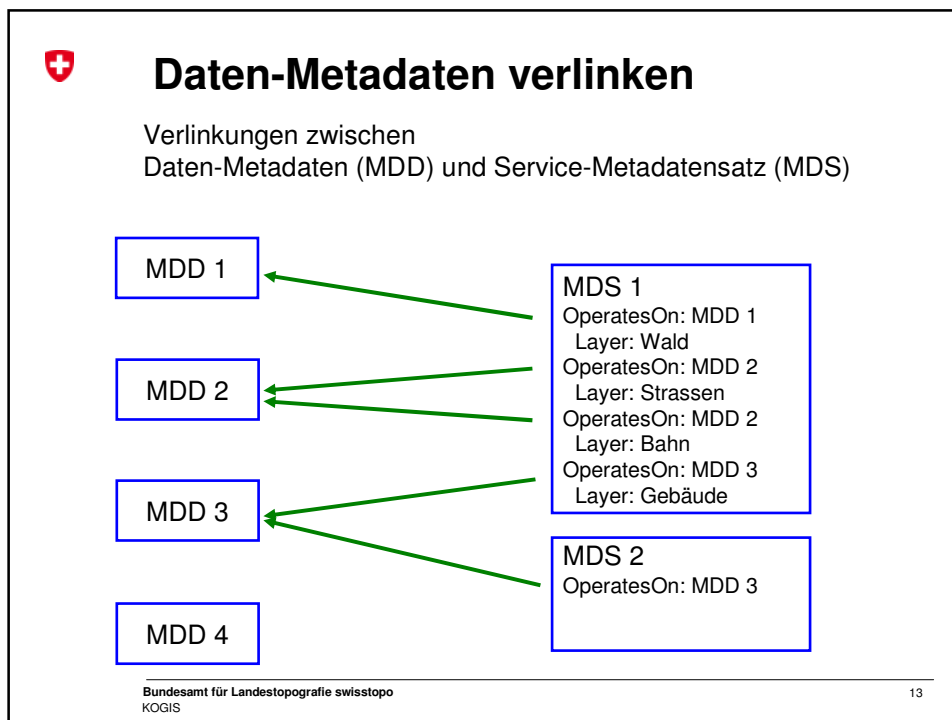 Daten-Metadaten verlinken
Verlinkungen zwischen
Daten-Metadaten (MDD) und Service-Metadatensatz (MDS)
MDD 1
MDD 2
MDD 3
MDD 4
MDS 1
OperatesOn: MDD 1
Layer: Wald
OperatesOn: MDD 2
Layer: Strassen
OperatesOn: MDD 2
Layer: Bahn
OperatesOn: MDD 3
Layer: Gebäude
MDS 2
OperatesOn: MDD 3
Bundesamt für Landestopografie swisstopo
KOGIS
13